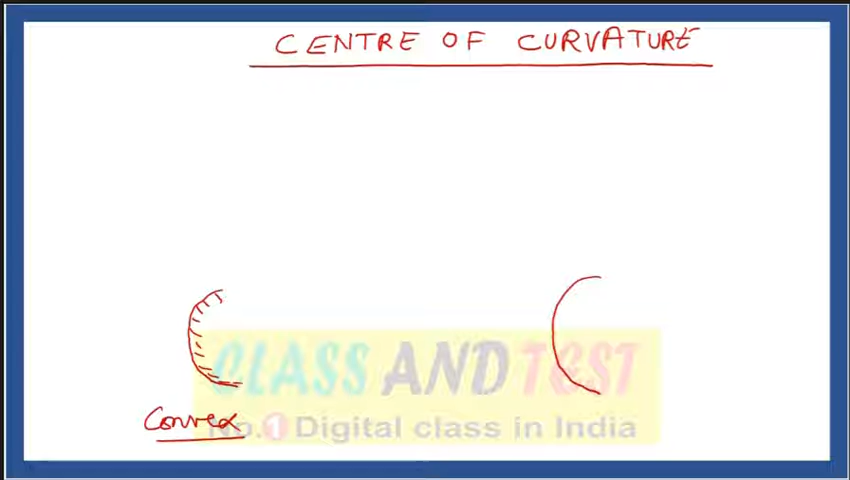 CENTRE OF CURVATURE
CLASS AND TEST
Convex
No.1 Digital class in India